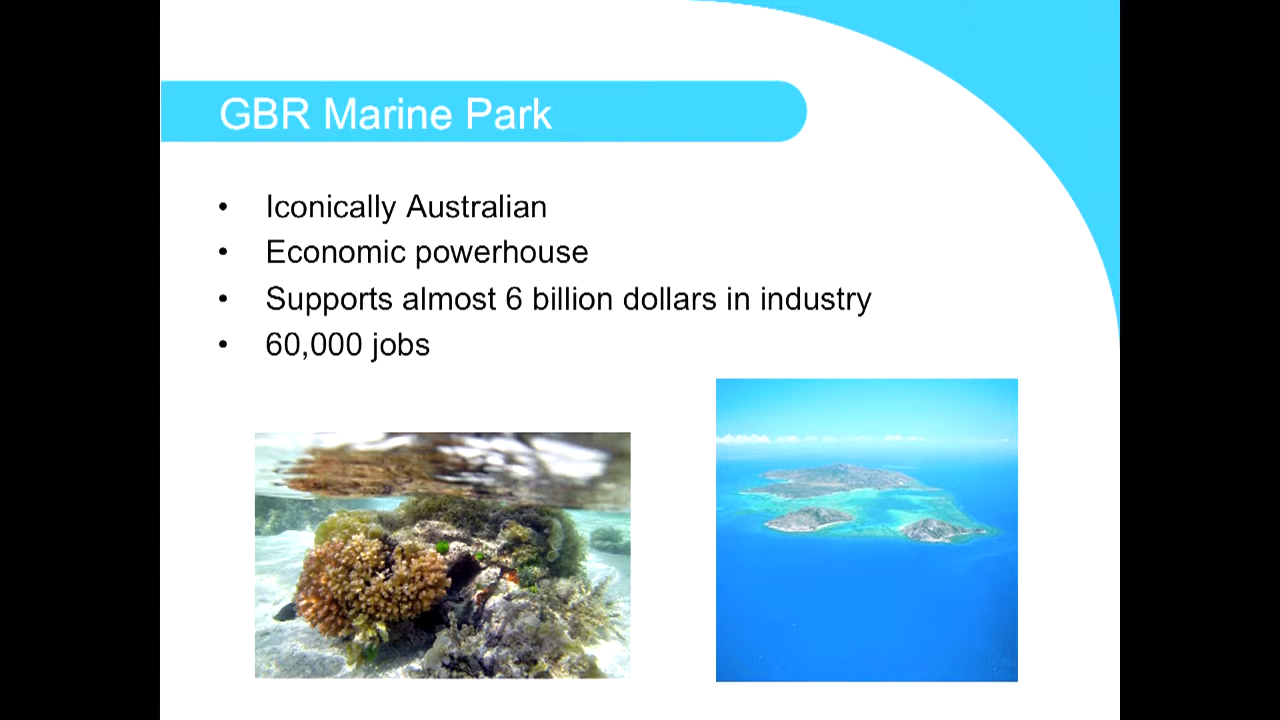 GBR Marine Park
• Iconically Australian
• Economic powerhouse
• Supports almost 6 billion dollars in industry
• 60,000 jobs